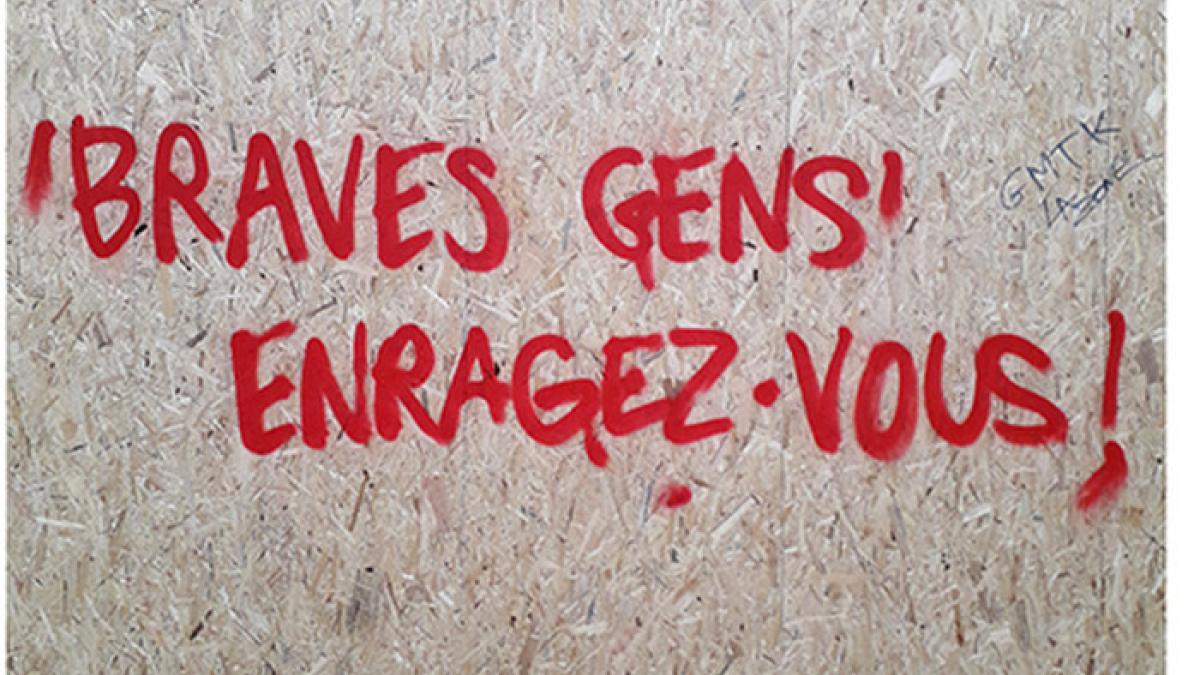 'BRAVES GENS'
ENRAGEZ-VOUS!
GMTK